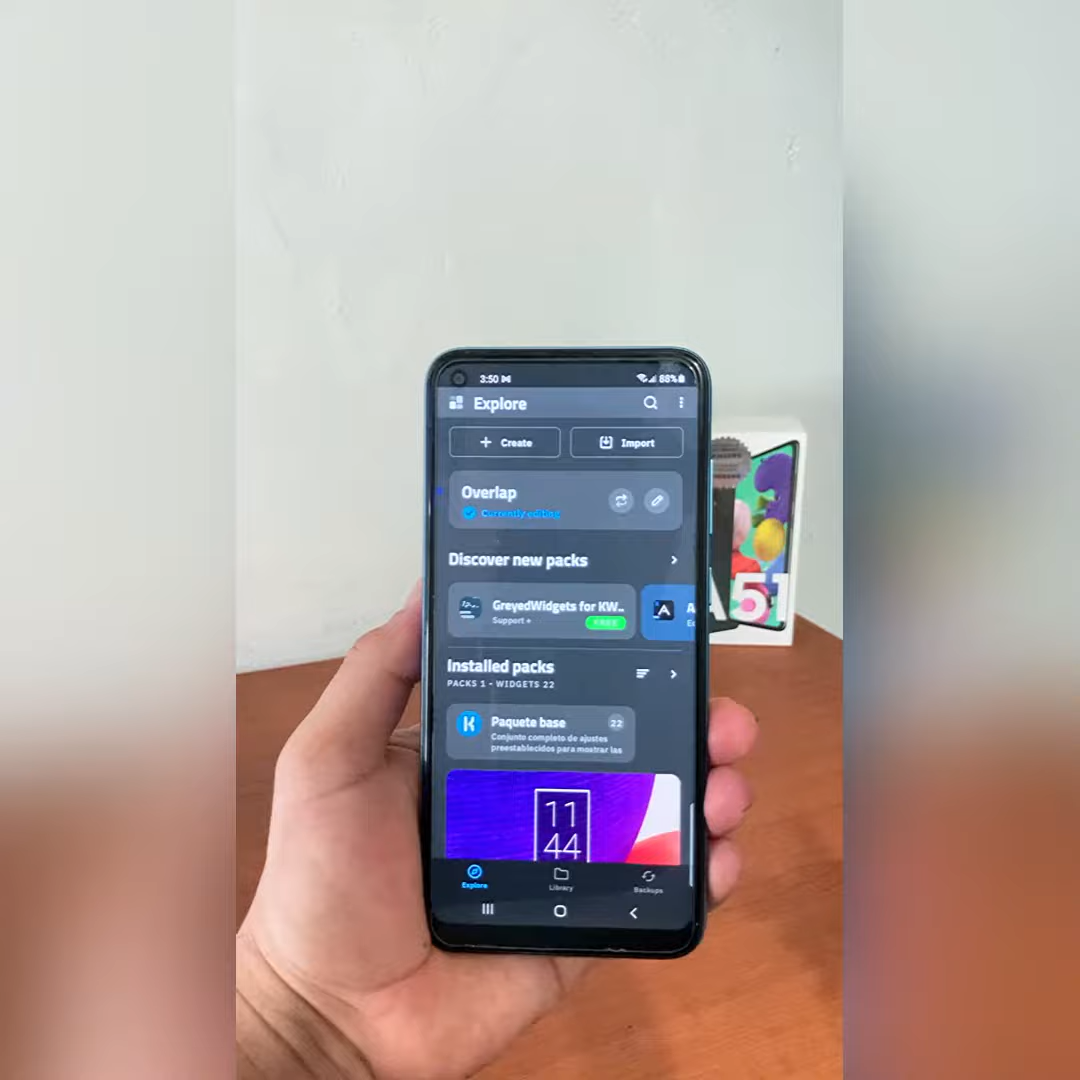 3:50
88%
Explore
+ Create
Import
Overlap
Currently editing
Discover new packs
GreyedWidgets for KW..
Support +
FREE
A
Installed packs
PACKS 1 - WIDGETS 22
K
Paquete base
22
Conjunto completo de ajustes
preestablecidos para mostrar las
11
44
Explore
Library
Backups
A51